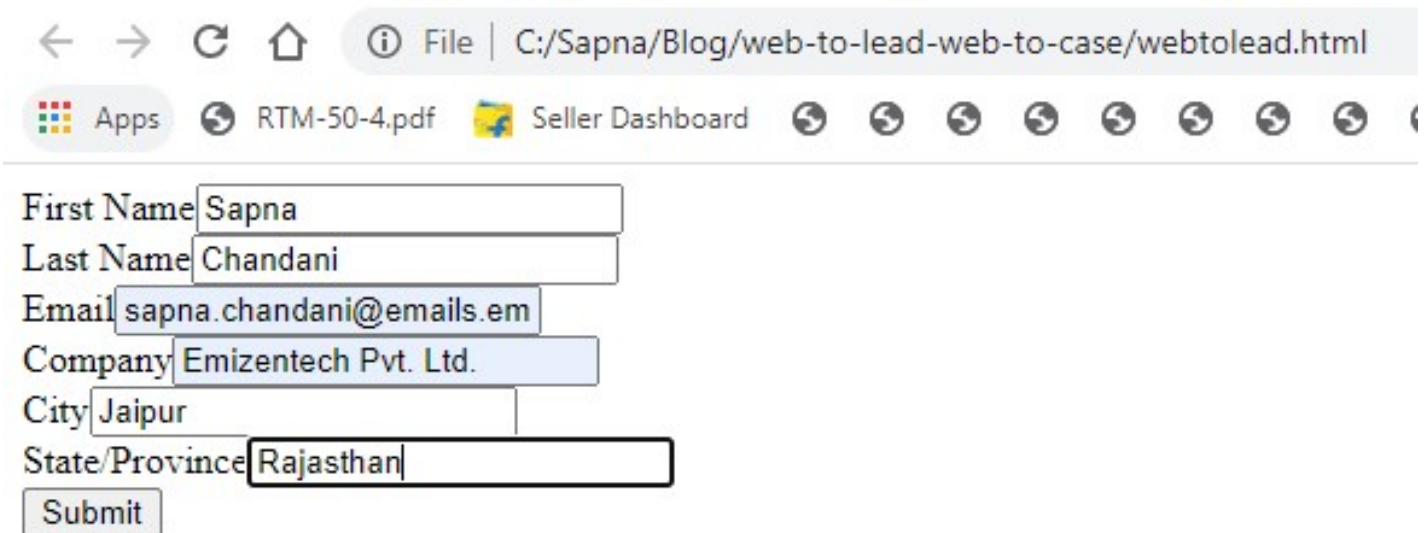 File | C:/Sapna/Blog/web-to-lead-web-to-case/webtolead.html
Apps RTM-50-4.pdf Seller Dashboard
First Name Sapna
Last Name Chandani
Email sapna.chandani@emails.em
Company Emizentech Pvt. Ltd.
City Jaipur
State/Province Rajasthan
Submit